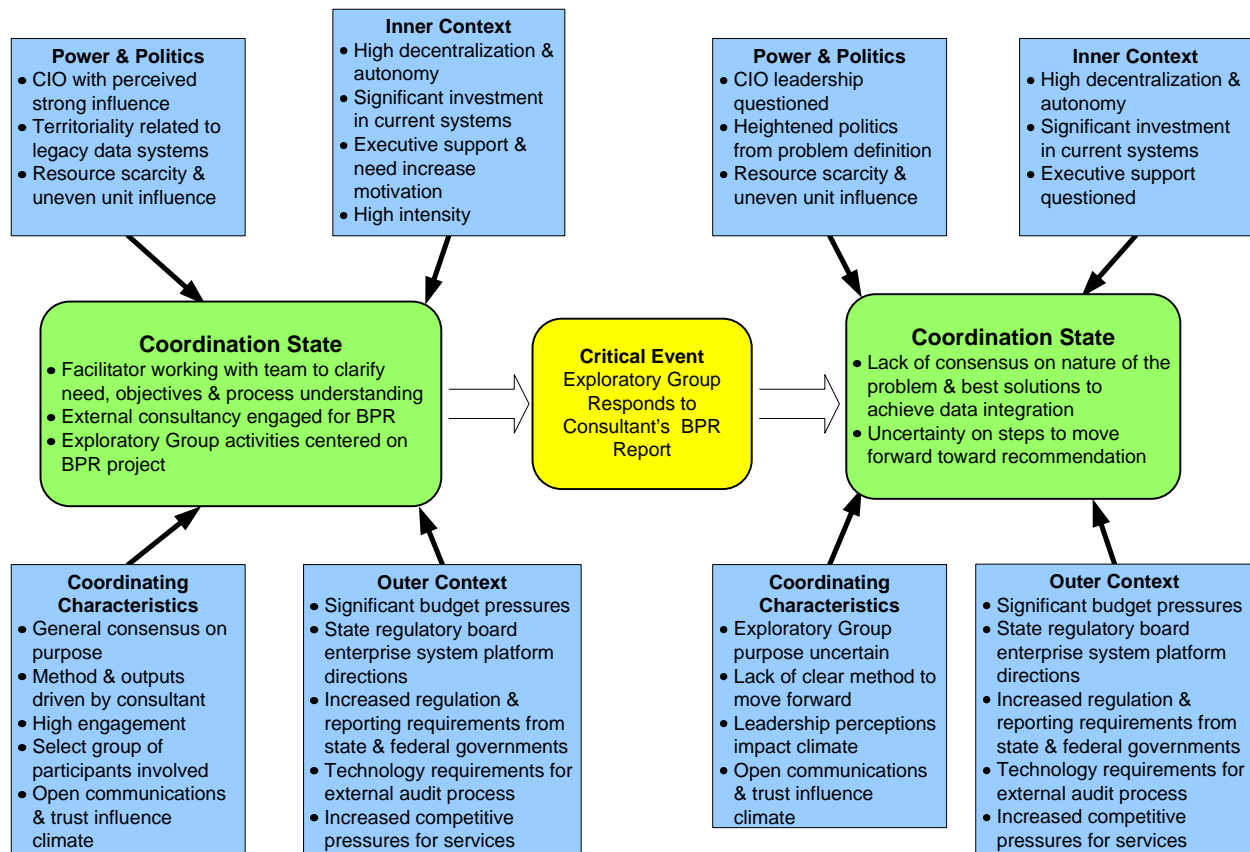 Power & Politics
• CIO with perceived
strong influence
• Territoriality related to
legacy data systems
• Resource scarcity &
uneven unit influence
Inner Context
• High decentralization &
autonomy
• Significant investment
in current systems
• Executive support &
need increase
motivation
• High intensity
Power & Politics
• CIO leadership
questioned
• Heightened politics
from problem definition
• Resource scarcity &
uneven unit influence
Inner Context
• High decentralization &
autonomy
• Significant investment
in current systems
• Executive support
questioned
Coordination State
• Facilitator working with team to clarify
need, objectives & process understanding
• External consultancy engaged for BPR
• Exploratory Group activities centered on
BPR project
Critical Event
Exploratory Group
Responds to
Consultant's BPR
Report
Coordination State
• Lack of consensus on nature of the
problem & best solutions to
achieve data integration
• Uncertainty on steps to move
forward toward recommendation
Coordinating
Characteristics
• General consensus on
purpose
• Method & outputs
driven by consultant
• High engagement
• Select group of
participants involved
• Open communications
& trust influence
climate
Outer Context
• Significant budget pressures
• State regulatory board
enterprise system platform
directions
• Increased regulation &
reporting requirements from
state & federal governments
• Technology requirements for
external audit process
• Increased competitive
pressures for services
Coordinating
Characteristics
• Exploratory Group
purpose uncertain
• Lack of clear method to
move forward
• Leadership perceptions
impact climate
• Open communications
& trust influence
climate
Outer Context
• Significant budget pressures
• State regulatory board
enterprise system platform
directions
• Increased regulation &
reporting requirements from
state & federal governments
• Technology requirements for
external audit process
• Increased competitive
pressures for services